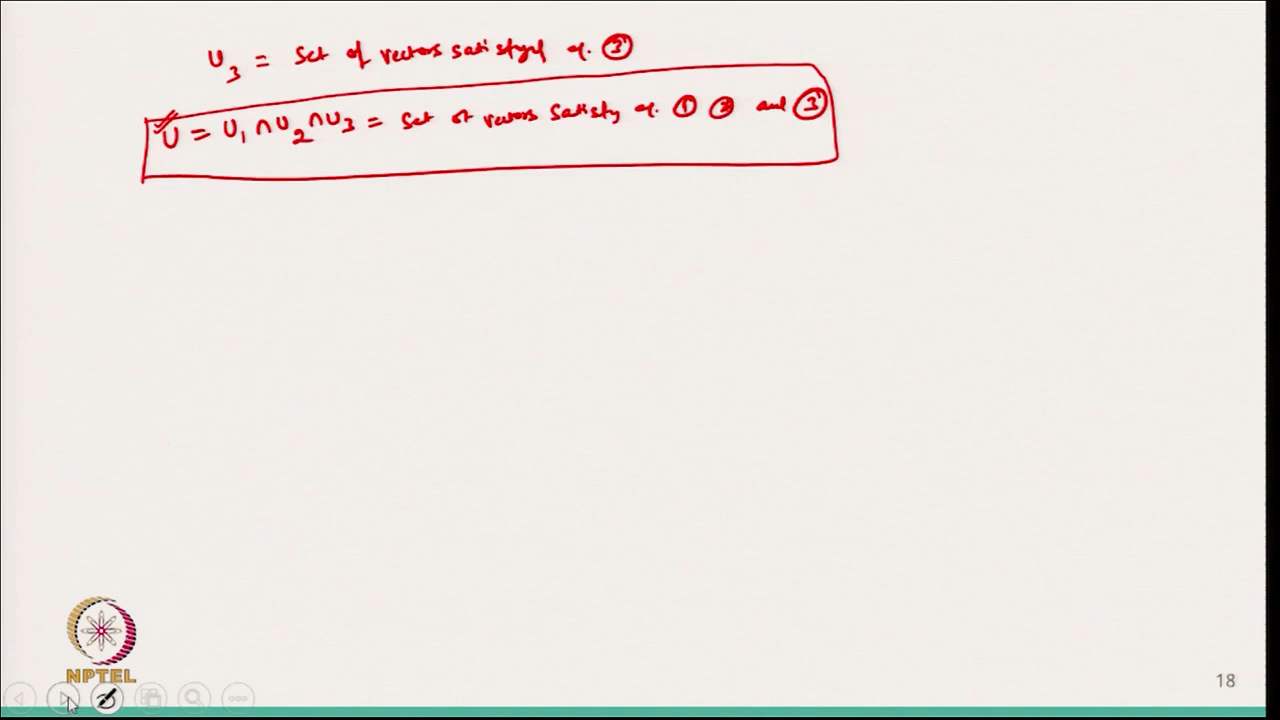 U₃ = Set of vectors satisfying eq. ③'
U = U₁ ∩ U₂ ∩ U₃ = Set of vectors satisfy eq. ① ② and ③'
NPTEL
18